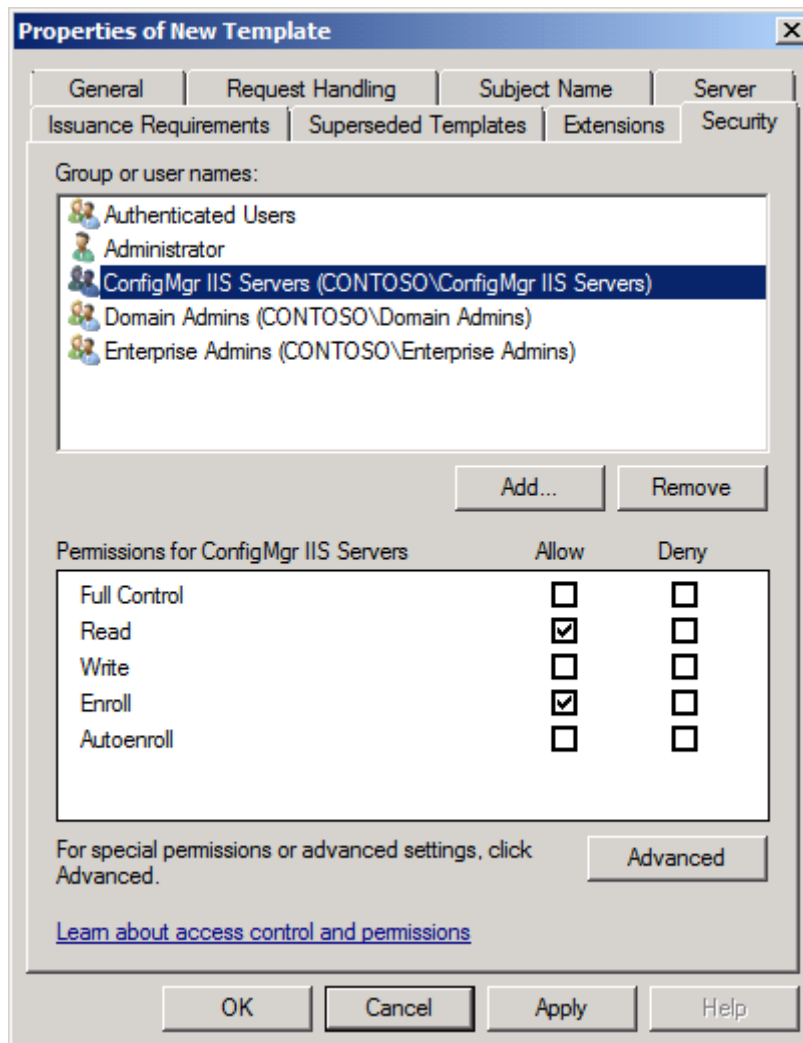 Properties of New Template
General Request Handling Subject Name Server
Issuance Requirements Superseded Templates Extensions Security
Group or user names:
Authenticated Users
Administrator
ConfigMgr IIS Servers (CONTOSO\ConfigMgr IIS Servers)
Domain Admins (CONTOSO\Domain Admins)
Enterprise Admins (CONTOSO\Enterprise Admins)
Add... Remove
Permissions for ConfigMgr IIS Servers Allow Deny
Full Control
Read
Write
Enroll
Autoenroll
For special permissions or advanced settings, click
Advanced.
Advanced
Learn about access control and permissions
OK Cancel Apply Help